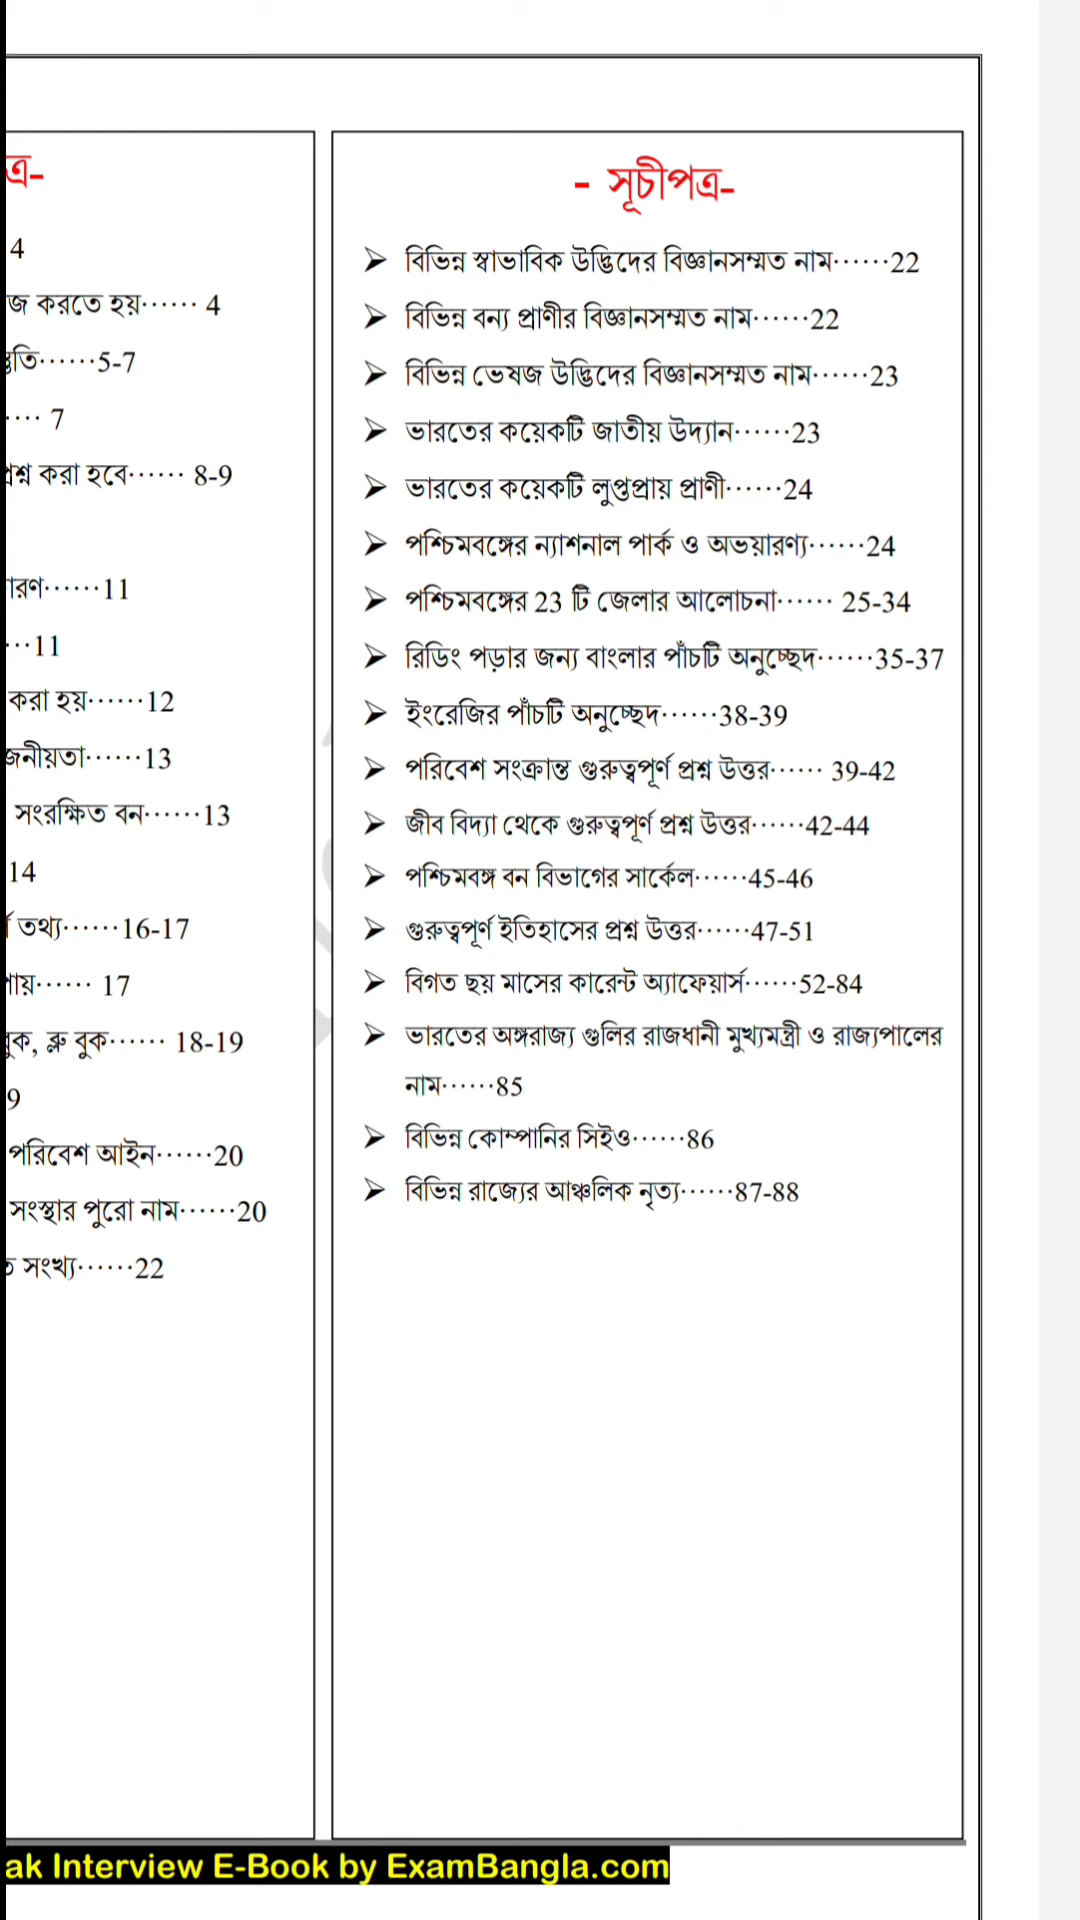 ত্র-
4
জ করতে হয়⋯⋯ 4
তি⋯⋯5-7
⋯ 7
প্রশ্ন করা হবে⋯⋯ 8-9
ারণ⋯⋯11
⋯11
করা হয়⋯⋯12
জনীয়তা⋯⋯13
সংরক্ষিত বন⋯⋯13
14
তথ্য⋯⋯16-17
পায়⋯⋯ 17
বুক, ব্লু বুক⋯⋯ 18-19
9
পরিবেশ আইন⋯⋯20
সংস্থার পুরো নাম⋯⋯20
ত সংখ্য⋯⋯22
- সূচীপত্র-
➢ বিভিন্ন স্বাভাবিক উদ্ভিদের বিজ্ঞানসম্মত নাম⋯⋯22
➢ বিভিন্ন বন্য প্রাণীর বিজ্ঞানসম্মত নাম⋯⋯22
➢ বিভিন্ন ভেষজ উদ্ভিদের বিজ্ঞানসম্মত নাম⋯⋯23
➢ ভারতের কয়েকটি জাতীয় উদ্যান⋯⋯23
➢ ভারতের কয়েকটি লুপ্তপ্রায় প্রাণী⋯⋯24
➢ পশ্চিমবঙ্গের ন্যাশনাল পার্ক ও অভয়ারণ্য⋯⋯24
➢ পশ্চিমবঙ্গের 23 টি জেলার আলোচনা⋯⋯ 25-34
➢ রিডিং পড়ার জন্য বাংলার পাঁচটি অনুচ্ছেদ⋯⋯35-37
➢ ইংরেজির পাঁচটি অনুচ্ছেদ⋯⋯38-39
➢ পরিবেশ সংক্রান্ত গুরুত্বপূর্ণ প্রশ্ন উত্তর⋯⋯ 39-42
➢ জীব বিদ্যা থেকে গুরুত্বপূর্ণ প্রশ্ন উত্তর⋯⋯42-44
➢ পশ্চিমবঙ্গ বন বিভাগের সার্কেল⋯⋯45-46
➢ গুরুত্বপূর্ণ ইতিহাসের প্রশ্ন উত্তর⋯⋯47-51
➢ বিগত ছয় মাসের কারেন্ট অ্যাফেয়ার্স⋯⋯52-84
➢ ভারতের অঙ্গরাজ্য গুলির রাজধানী মুখ্যমন্ত্রী ও রাজ্যপালের
নাম⋯⋯85
➢ বিভিন্ন কোম্পানির সিইও⋯⋯86
➢ বিভিন্ন রাজ্যের আঞ্চলিক নৃত্য⋯⋯87-88
ak Interview E-Book by ExamBangla.com